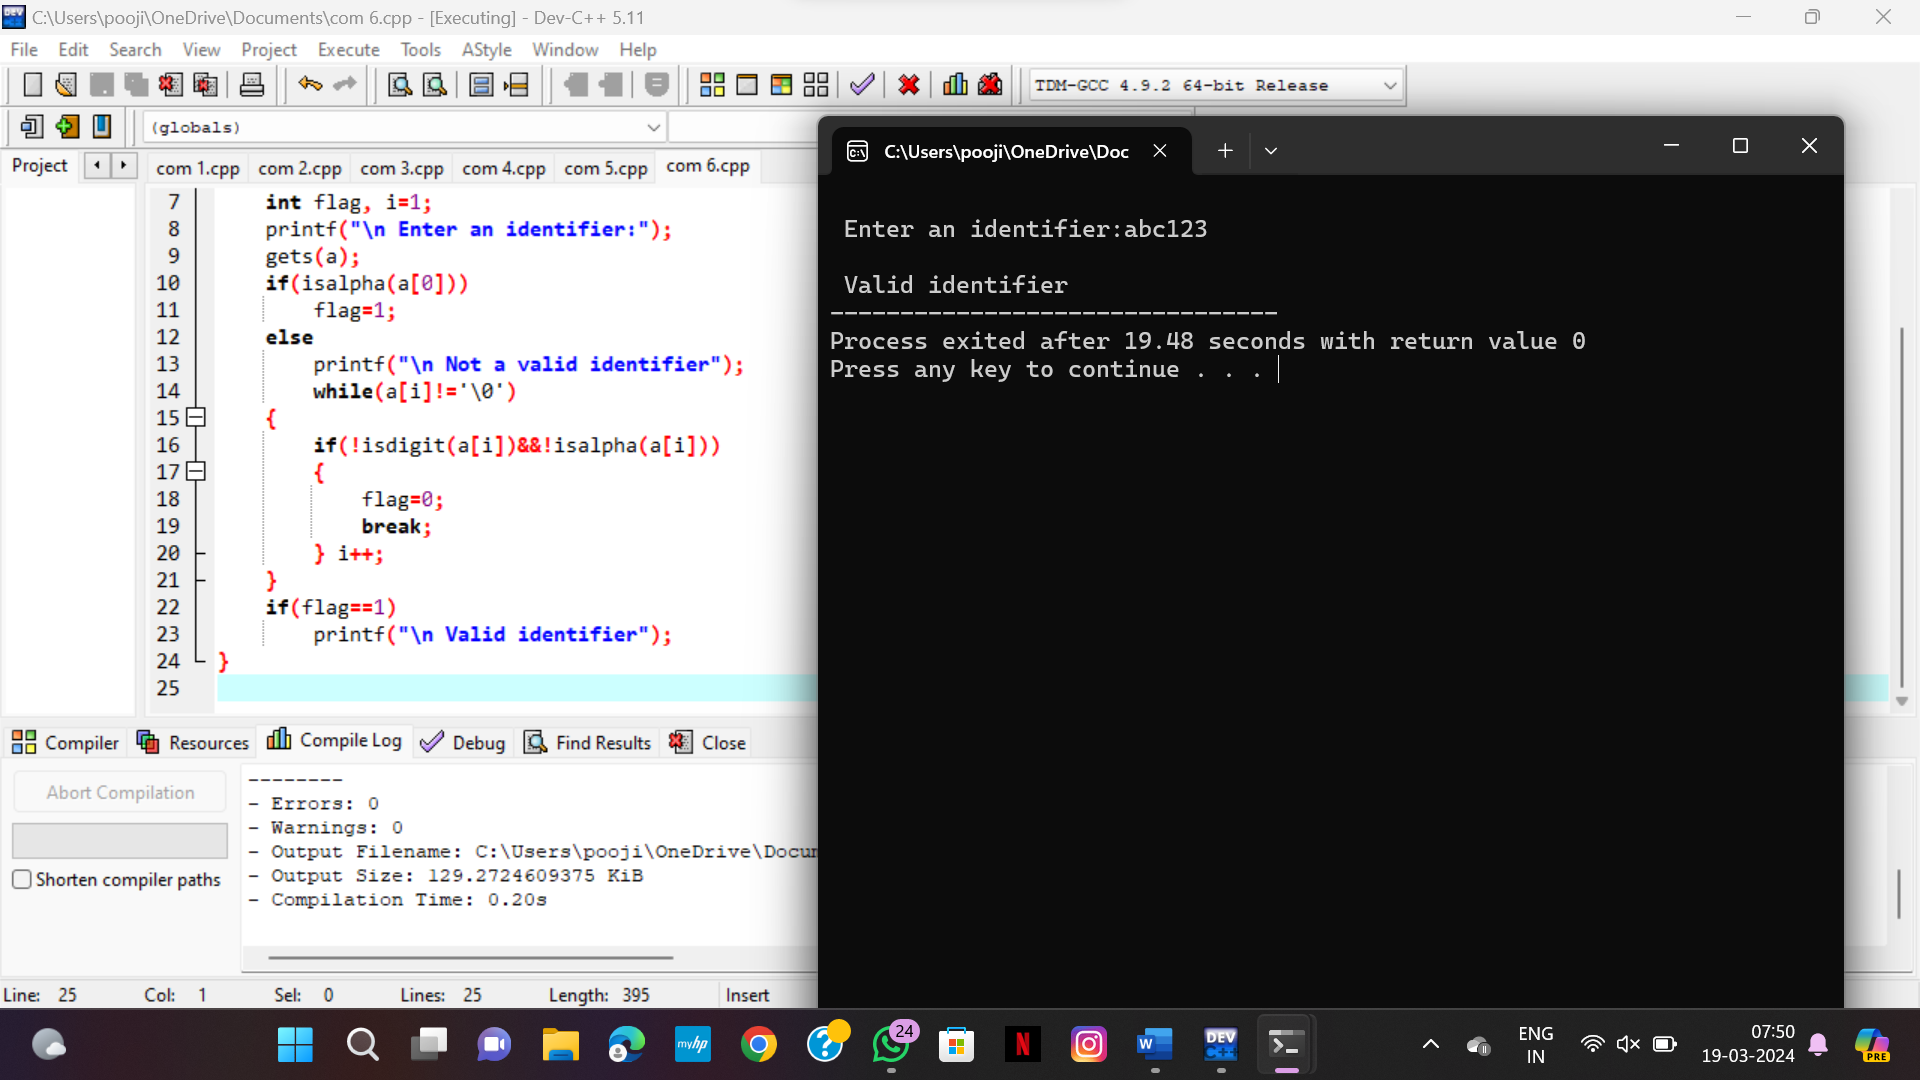 C:\Users\pooji\OneDrive\Documents\com 6.cpp - [Executing] - Dev-C++ 5.11
File Edit Search View Project Execute Tools AStyle Window Help
TDM-GCC 4.9.2 64-bit Release
(globals)
Project
com 1.cpp com 2.cpp com 3.cpp com 4.cpp com 5.cpp com 6.cpp
7 int flag, i=1;
8 printf("\n Enter an identifier:");
9 gets(a);
10 if(isalpha(a[0]))
11 flag=1;
12 else
13 printf("\n Not a valid identifier");
14 while(a[i]!='\0')
15 {
16 if(!isdigit(a[i])&&!isalpha(a[i]))
17 {
18 flag=0;
19 break;
20 } i++;
21 }
22 if(flag==1)
23 printf("\n Valid identifier");
24 }
25
C:\Users\pooji\OneDrive\Doc
Enter an identifier:abc123
Valid identifier
--------------------------------
Process exited after 19.48 seconds with return value 0
Press any key to continue . . .
Compiler Resources Compile Log Debug Find Results Close
Abort Compilation
Shorten compiler paths
--------
- Errors: 0
- Warnings: 0
- Output Filename: C:\Users\pooji\OneDrive\Docum
- Output Size: 129.2724609375 KiB
- Compilation Time: 0.20s
Line: 25 Col: 1 Sel: 0 Lines: 25 Length: 395 Insert
myhp
24
N
W
DEV
C++
ENG
IN
07:50
19-03-2024
PRE